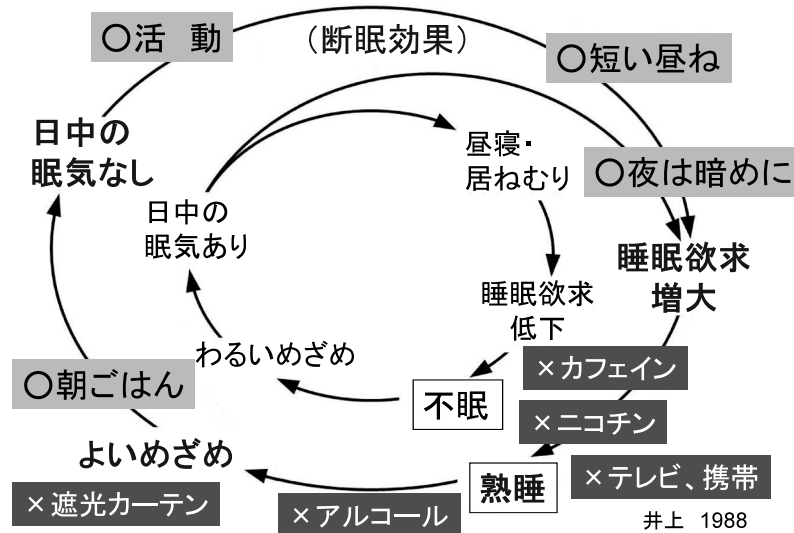 〇活　動
（断眠効果）
〇短い昼ね
日中の
眠気なし
昼寝・
居ねむり
〇夜は暗めに
日中の
眠気あり
睡眠欲求
増大
睡眠欲求
低下
わるいめざめ
×カフェイン
〇朝ごはん
不眠
×ニコチン
よいめざめ
熟睡
×テレビ、携帯
×遮光カーテン
×アルコール
井上　1988